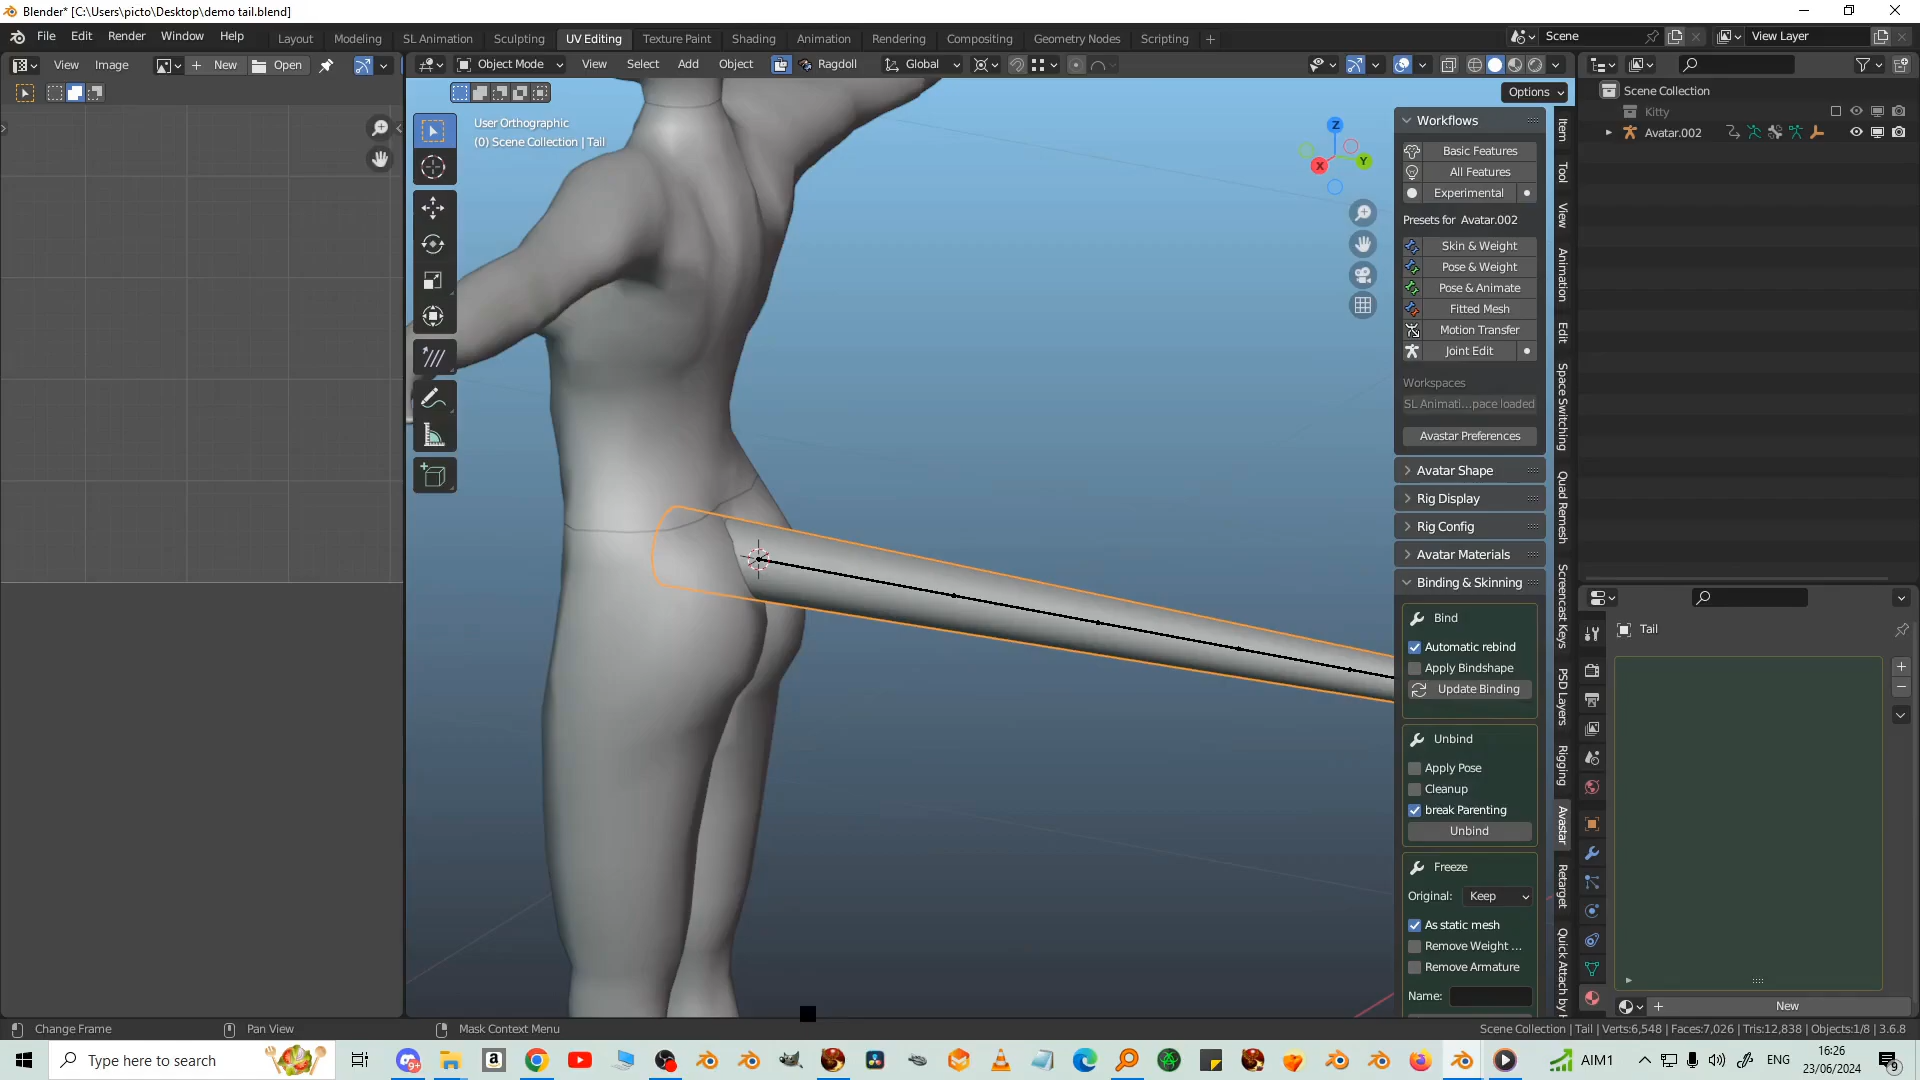 Blender* [C:\Users\picto\Desktop\demo tail.blend]
File Edit Render Window Help Layout Modeling SL Animation Sculpting UV Editing Texture Paint Shading Animation Rendering Compositing Geometry Nodes Scripting + Scene View Layer
View Image New Open Object Mode View Select Add Object Ragdoll Global
Options
User Orthographic
(0) Scene Collection | Tail
Z
Y
X
Workflows
Basic Features
All Features
Experimental
Presets for Avatar.002
Skin & Weight
Pose & Weight
Pose & Animate
Fitted Mesh
Motion Transfer
Joint Edit
Workspaces
SL Animati...pace loaded
Avastar Preferences
Avatar Shape
Rig Display
Rig Config
Avatar Materials
Binding & Skinning
Bind
Automatic rebind
Apply Bindshape
Update Binding
Unbind
Apply Pose
Cleanup
break Parenting
Unbind
Freeze
Original: Keep
As static mesh
Remove Weight ...
Remove Armature
Name:
Item
Tool
View
Animation
Edit
Space Switching
Quad Remesh
Screencast Keys
PSD Layers
Rigging
Avastar
Retarget
Quick Attach by
Scene Collection
Kitty
Avatar.002
Tail
New
Change Frame Pan View Mask Context Menu Scene Collection | Tail | Verts:6,548 | Faces:7,026 | Tris:12,838 | Objects:1/8 | 3.6.8
Type here to search
9+
AIM1
ENG
16:26
23/06/2024
9